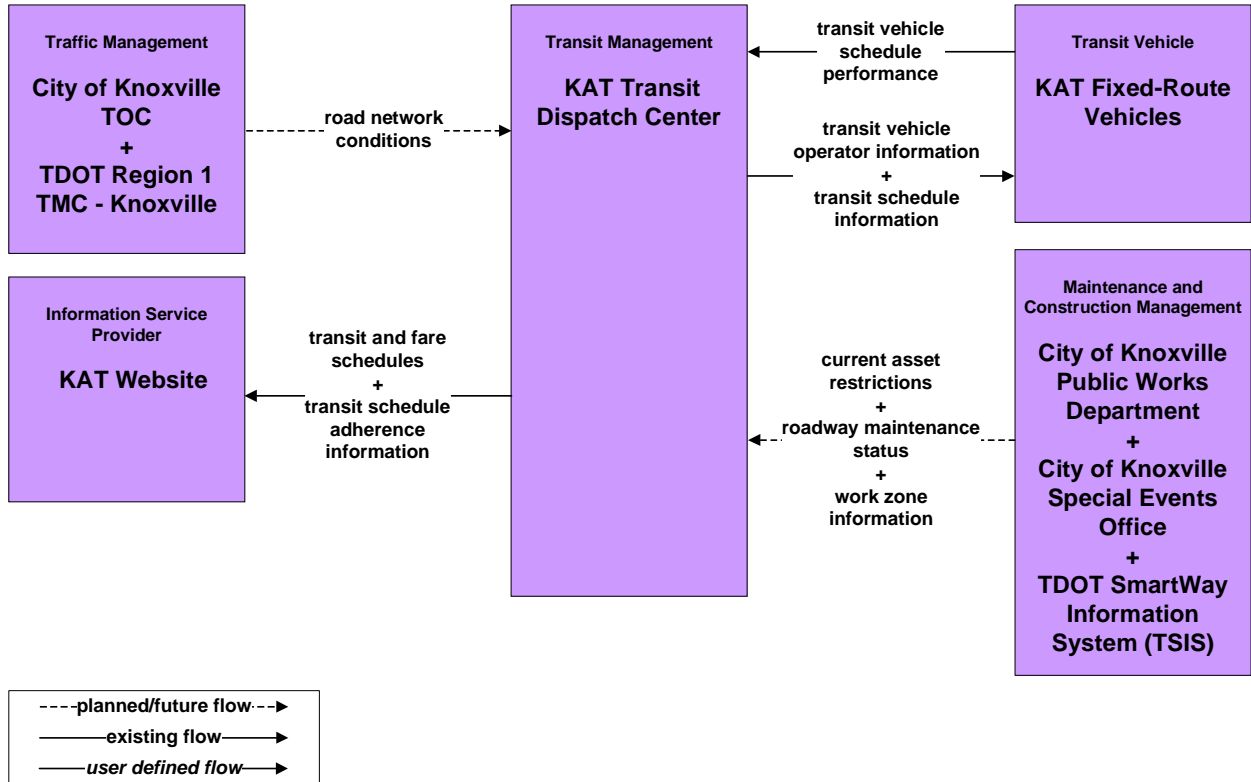 Traffic Management
City of Knoxville
TOC
+
TDOT Region 1
TMC - Knoxville
road network
conditions
Transit Management
KAT Transit
Dispatch Center
transit vehicle
schedule
performance
transit vehicle
operator information
+
transit schedule
information
Transit Vehicle
KAT Fixed-Route
Vehicles
Information Service
Provider
KAT Website
transit and fare
schedules
+
transit schedule
adherence
information
current asset
restrictions
+
roadway maintenance
status
+
work zone
information
Maintenance and
Construction Management
City of Knoxville
Public Works
Department
+
City of Knoxville
Special Events
Office
+
TDOT SmartWay
Information
System (TSIS)
planned/future flow
existing flow
user defined flow